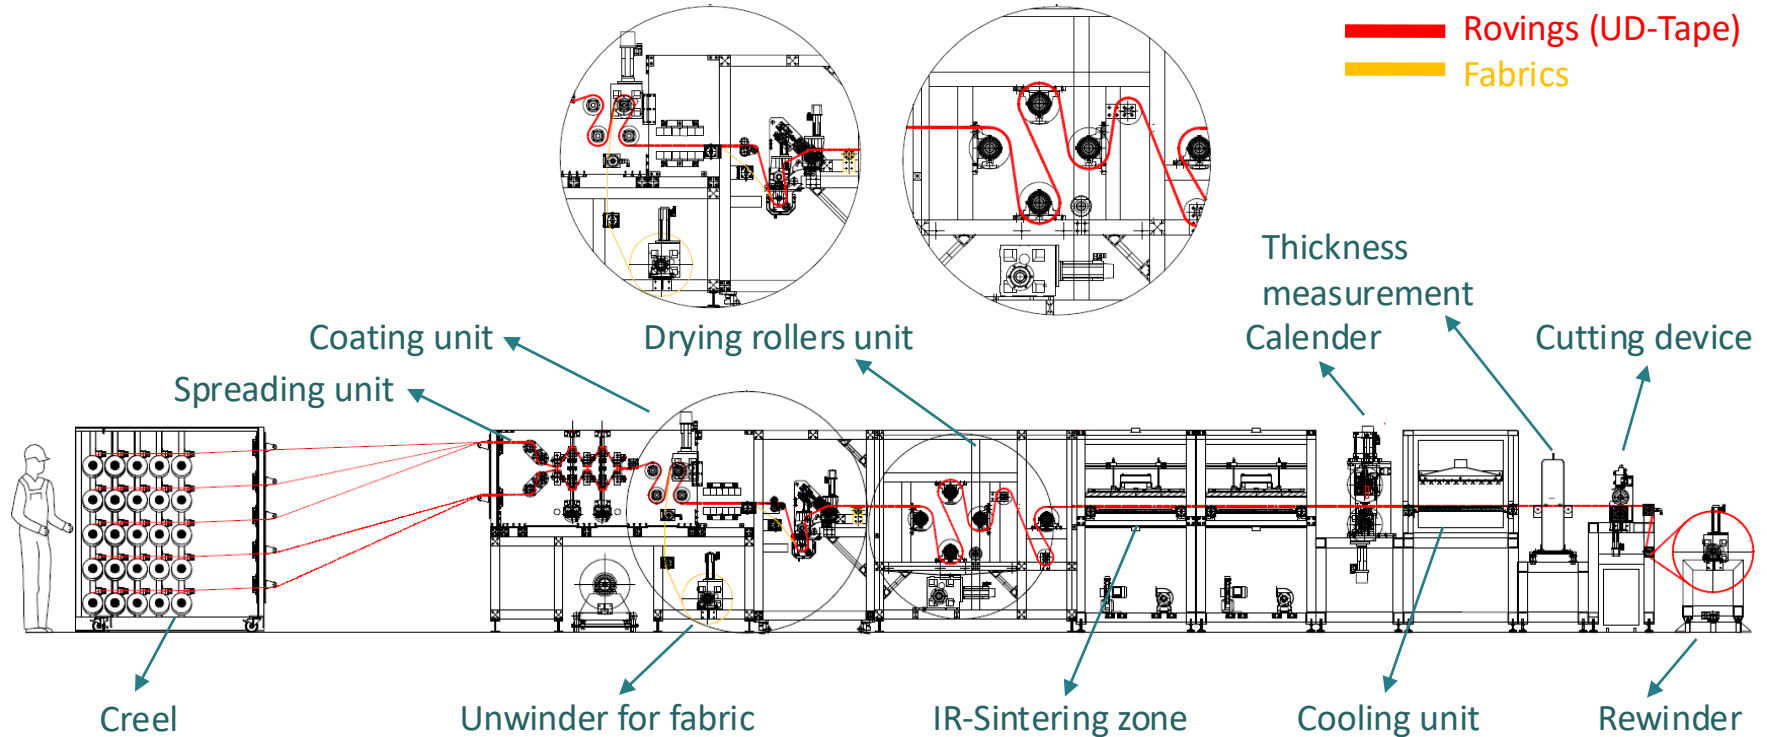 Rovings (UD-Tape)
Fabrics
Thickness
measurement
Coating unit
Drying rollers unit
Calender
Cutting device
Spreading unit
Creel
Unwinder for fabric
IR-Sintering zone
Cooling unit
Rewinder